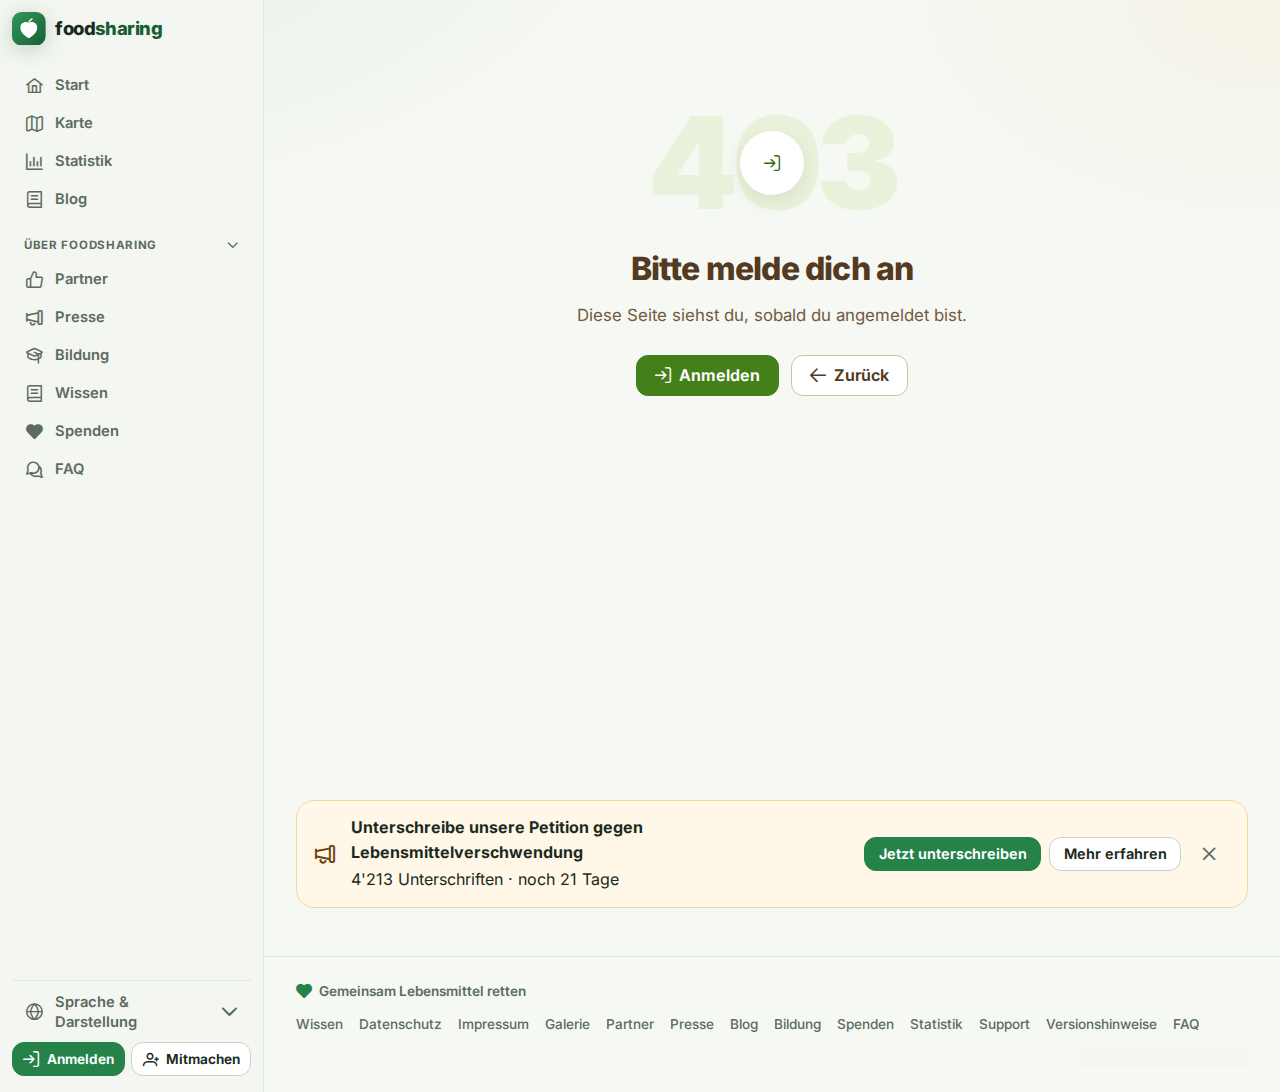 foodsharing
Start
Karte
Statistik
Blog
ÜBER FOODSHARING
Partner
Presse
Bildung
Wissen
Spenden
FAQ
Sprache &
Darstellung
Anmelden
Mitmachen
403
Bitte melde dich an
Diese Seite siehst du, sobald du angemeldet bist.
Anmelden
Zurück
Unterschreibe unsere Petition gegen
Lebensmittelverschwendung
4'213 Unterschriften · noch 21 Tage
Jetzt unterschreiben
Mehr erfahren
Gemeinsam Lebensmittel retten
Wissen Datenschutz Impressum Galerie Partner Presse Blog Bildung Spenden Statistik Support Versionshinweise FAQ